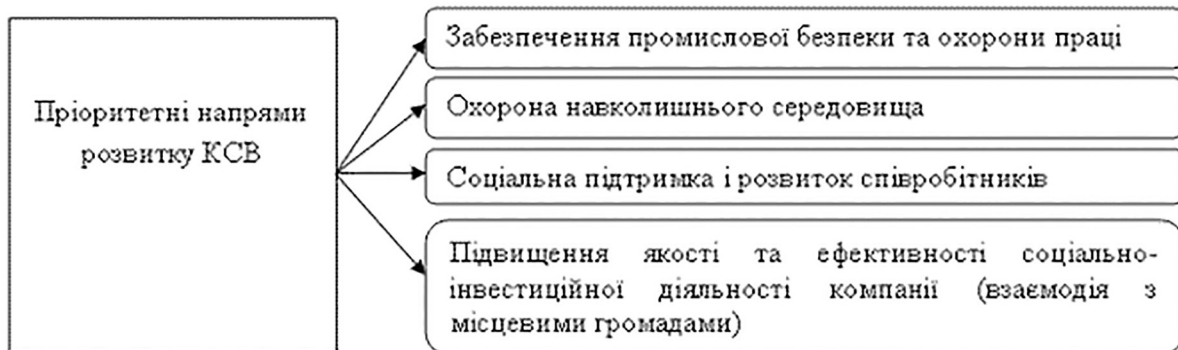 Пріоритетні напрями
розвитку КСВ
Забезпечення промислової безпеки та охорони праці
Охорона навколишнього середовища
Соціальна підтримка і розвиток співробітників
Підвищення якості та ефективності соціально-
інвестиційної діяльності компанії (взаємодія з
місцевими громадами)